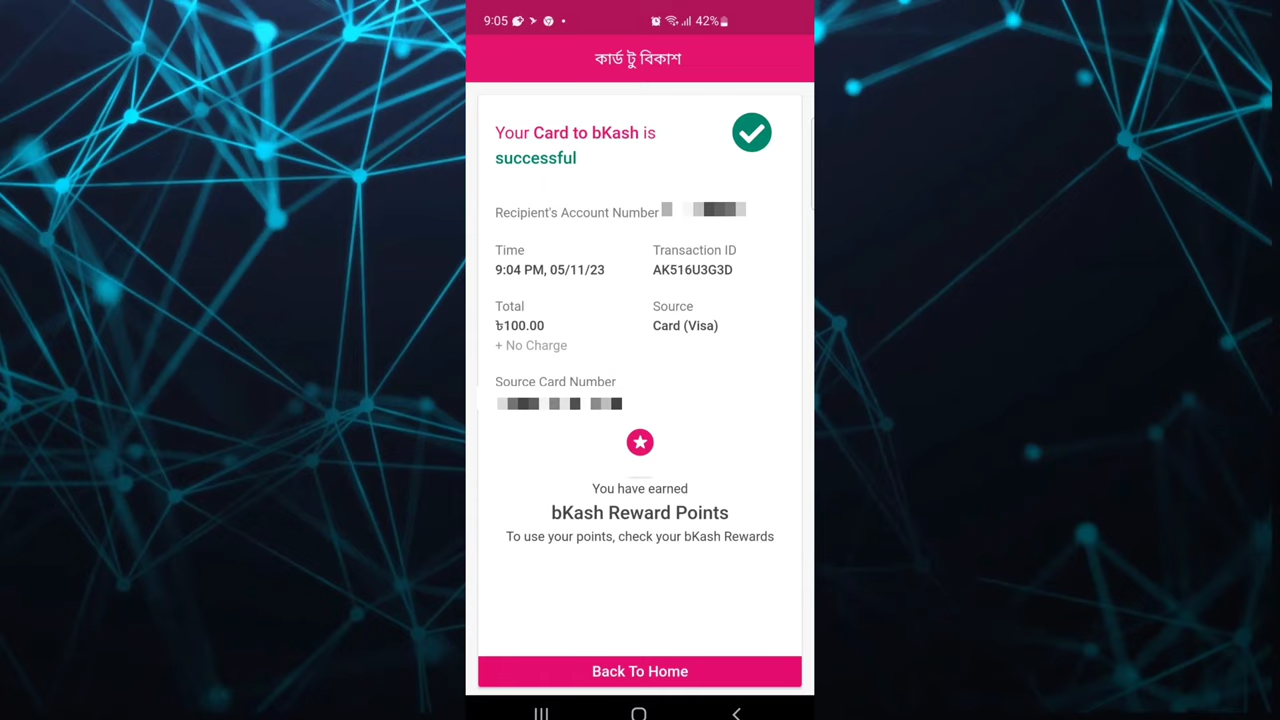 9:05 42%
কার্ড টু বিকাশ
Your Card to bKash is
successful
Recipient's Account Number
Time Transaction ID
9:04 PM, 05/11/23 AK516U3G3D
Total Source
৳100.00 Card (Visa)
+ No Charge
Source Card Number
You have earned
bKash Reward Points
To use your points, check your bKash Rewards
Back To Home